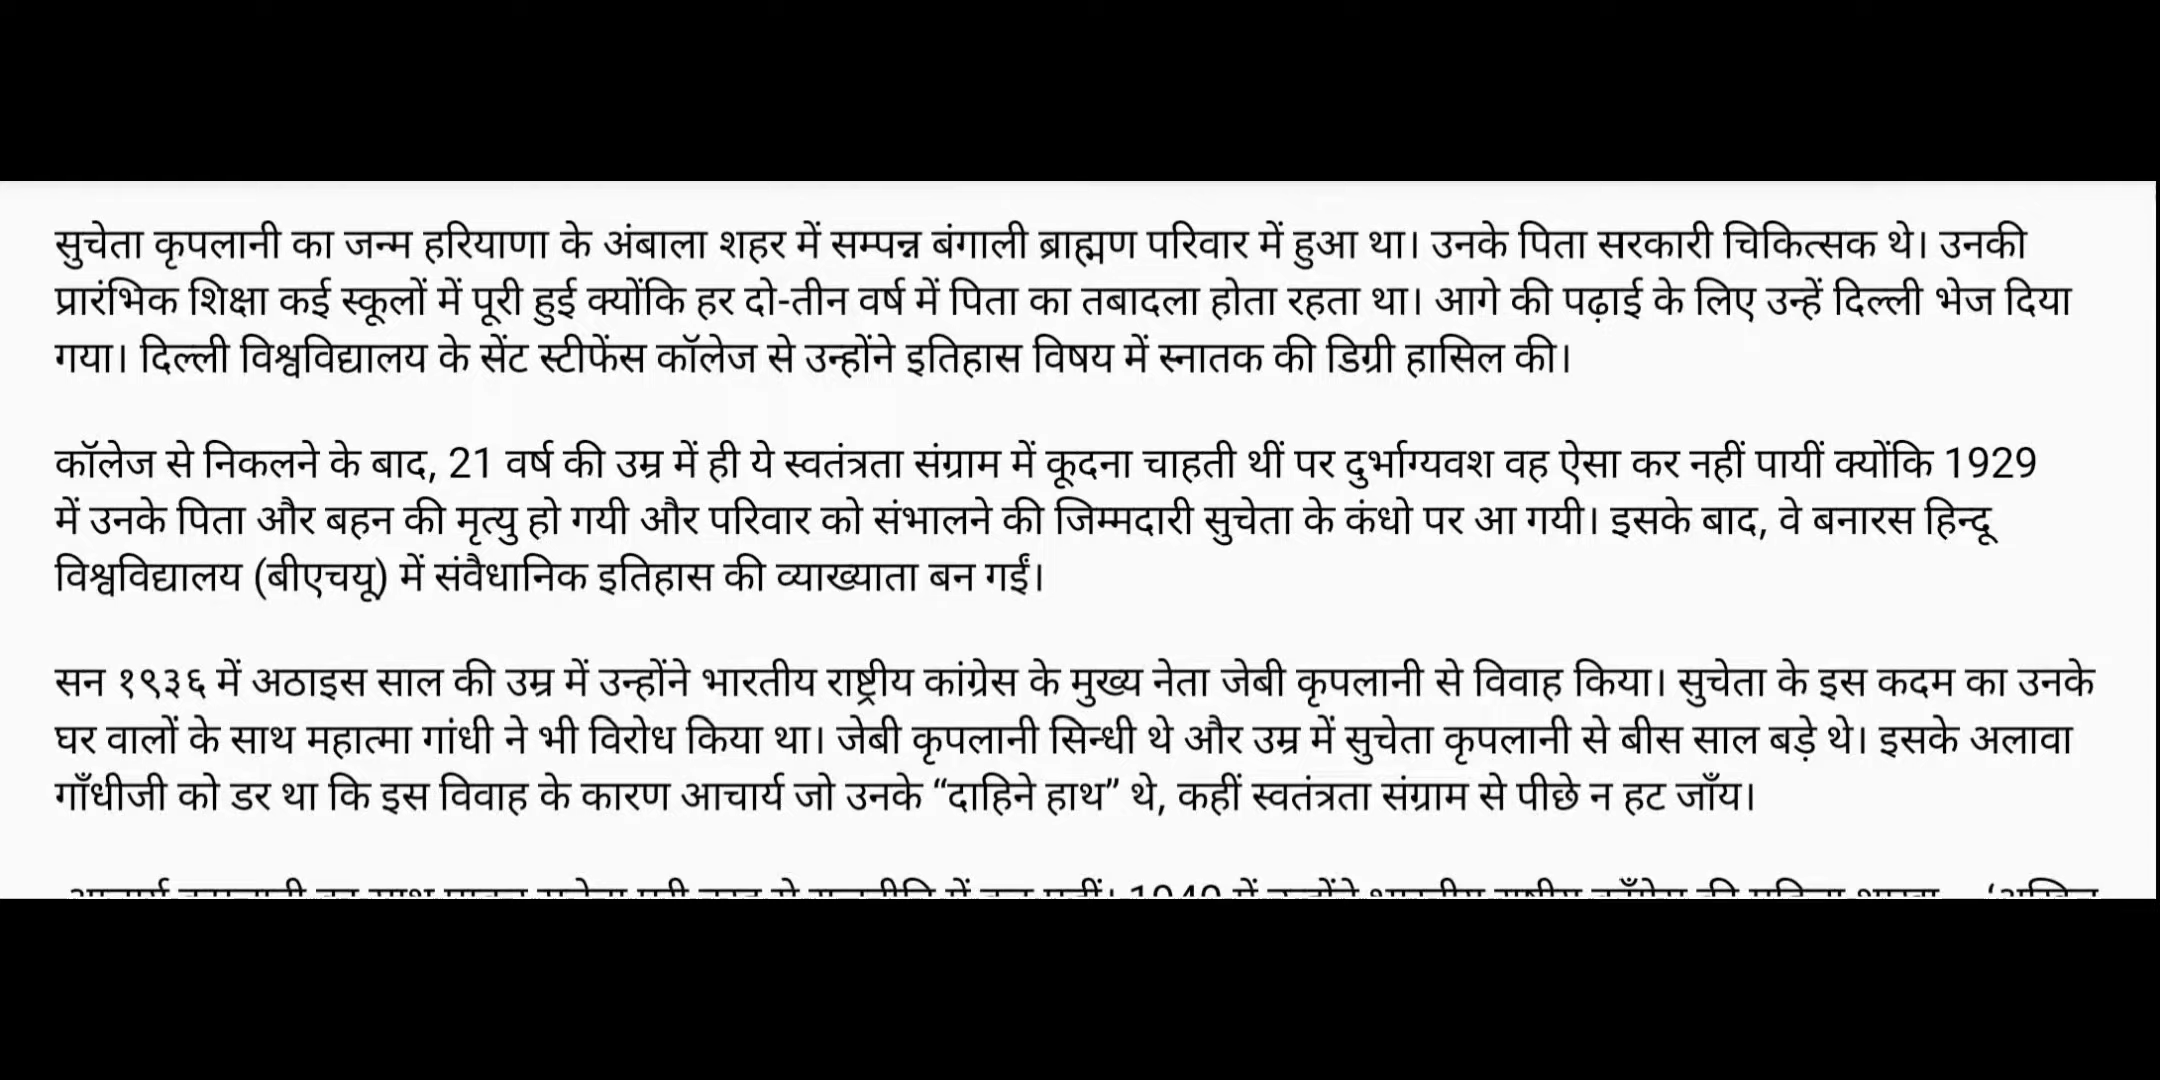 सुचेता कृपलानी का जन्म हरियाणा के अंबाला शहर में सम्पन्न बंगाली ब्राह्मण परिवार में हुआ था। उनके पिता सरकारी चिकित्सक थे। उनकी
प्रारंभिक शिक्षा कई स्कूलों में पूरी हुई क्योंकि हर दो-तीन वर्ष में पिता का तबादला होता रहता था। आगे की पढ़ाई के लिए उन्हें दिल्ली भेज दिया
गया। दिल्ली विश्वविद्यालय के सेंट स्टीफेंस कॉलेज से उन्होंने इतिहास विषय में स्नातक की डिग्री हासिल की।
कॉलेज से निकलने के बाद, 21 वर्ष की उम्र में ही ये स्वतंत्रता संग्राम में कूदना चाहती थीं पर दुर्भाग्यवश वह ऐसा कर नहीं पायीं क्योंकि 1929
में उनके पिता और बहन की मृत्यु हो गयी और परिवार को संभालने की जिम्मदारी सुचेता के कंधो पर आ गयी। इसके बाद, वे बनारस हिन्दू
विश्वविद्यालय (बीएचयू) में संवैधानिक इतिहास की व्याख्याता बन गईं।
सन १९३६ में अठाइस साल की उम्र में उन्होंने भारतीय राष्ट्रीय कांग्रेस के मुख्य नेता जेबी कृपलानी से विवाह किया। सुचेता के इस कदम का उनके
घर वालों के साथ महात्मा गांधी ने भी विरोध किया था। जेबी कृपलानी सिन्धी थे और उम्र में सुचेता कृपलानी से बीस साल बड़े थे। इसके अलावा
गाँधीजी को डर था कि इस विवाह के कारण आचार्य जो उनके “दाहिने हाथ” थे, कहीं स्वतंत्रता संग्राम से पीछे न हट जाँय।